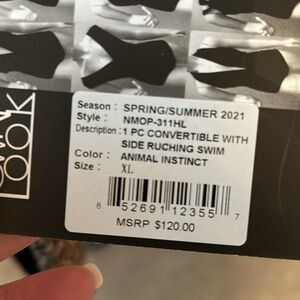 LOOK
Season : SPRING/SUMMER 2021
Style : NMOP-311HL
Description :1 PC CONVERTIBLE WITH
SIDE RUCHING SWIM
Color : ANIMAL INSTINCT
Size : XL
8 52691 12355 7
MSRP $120.00